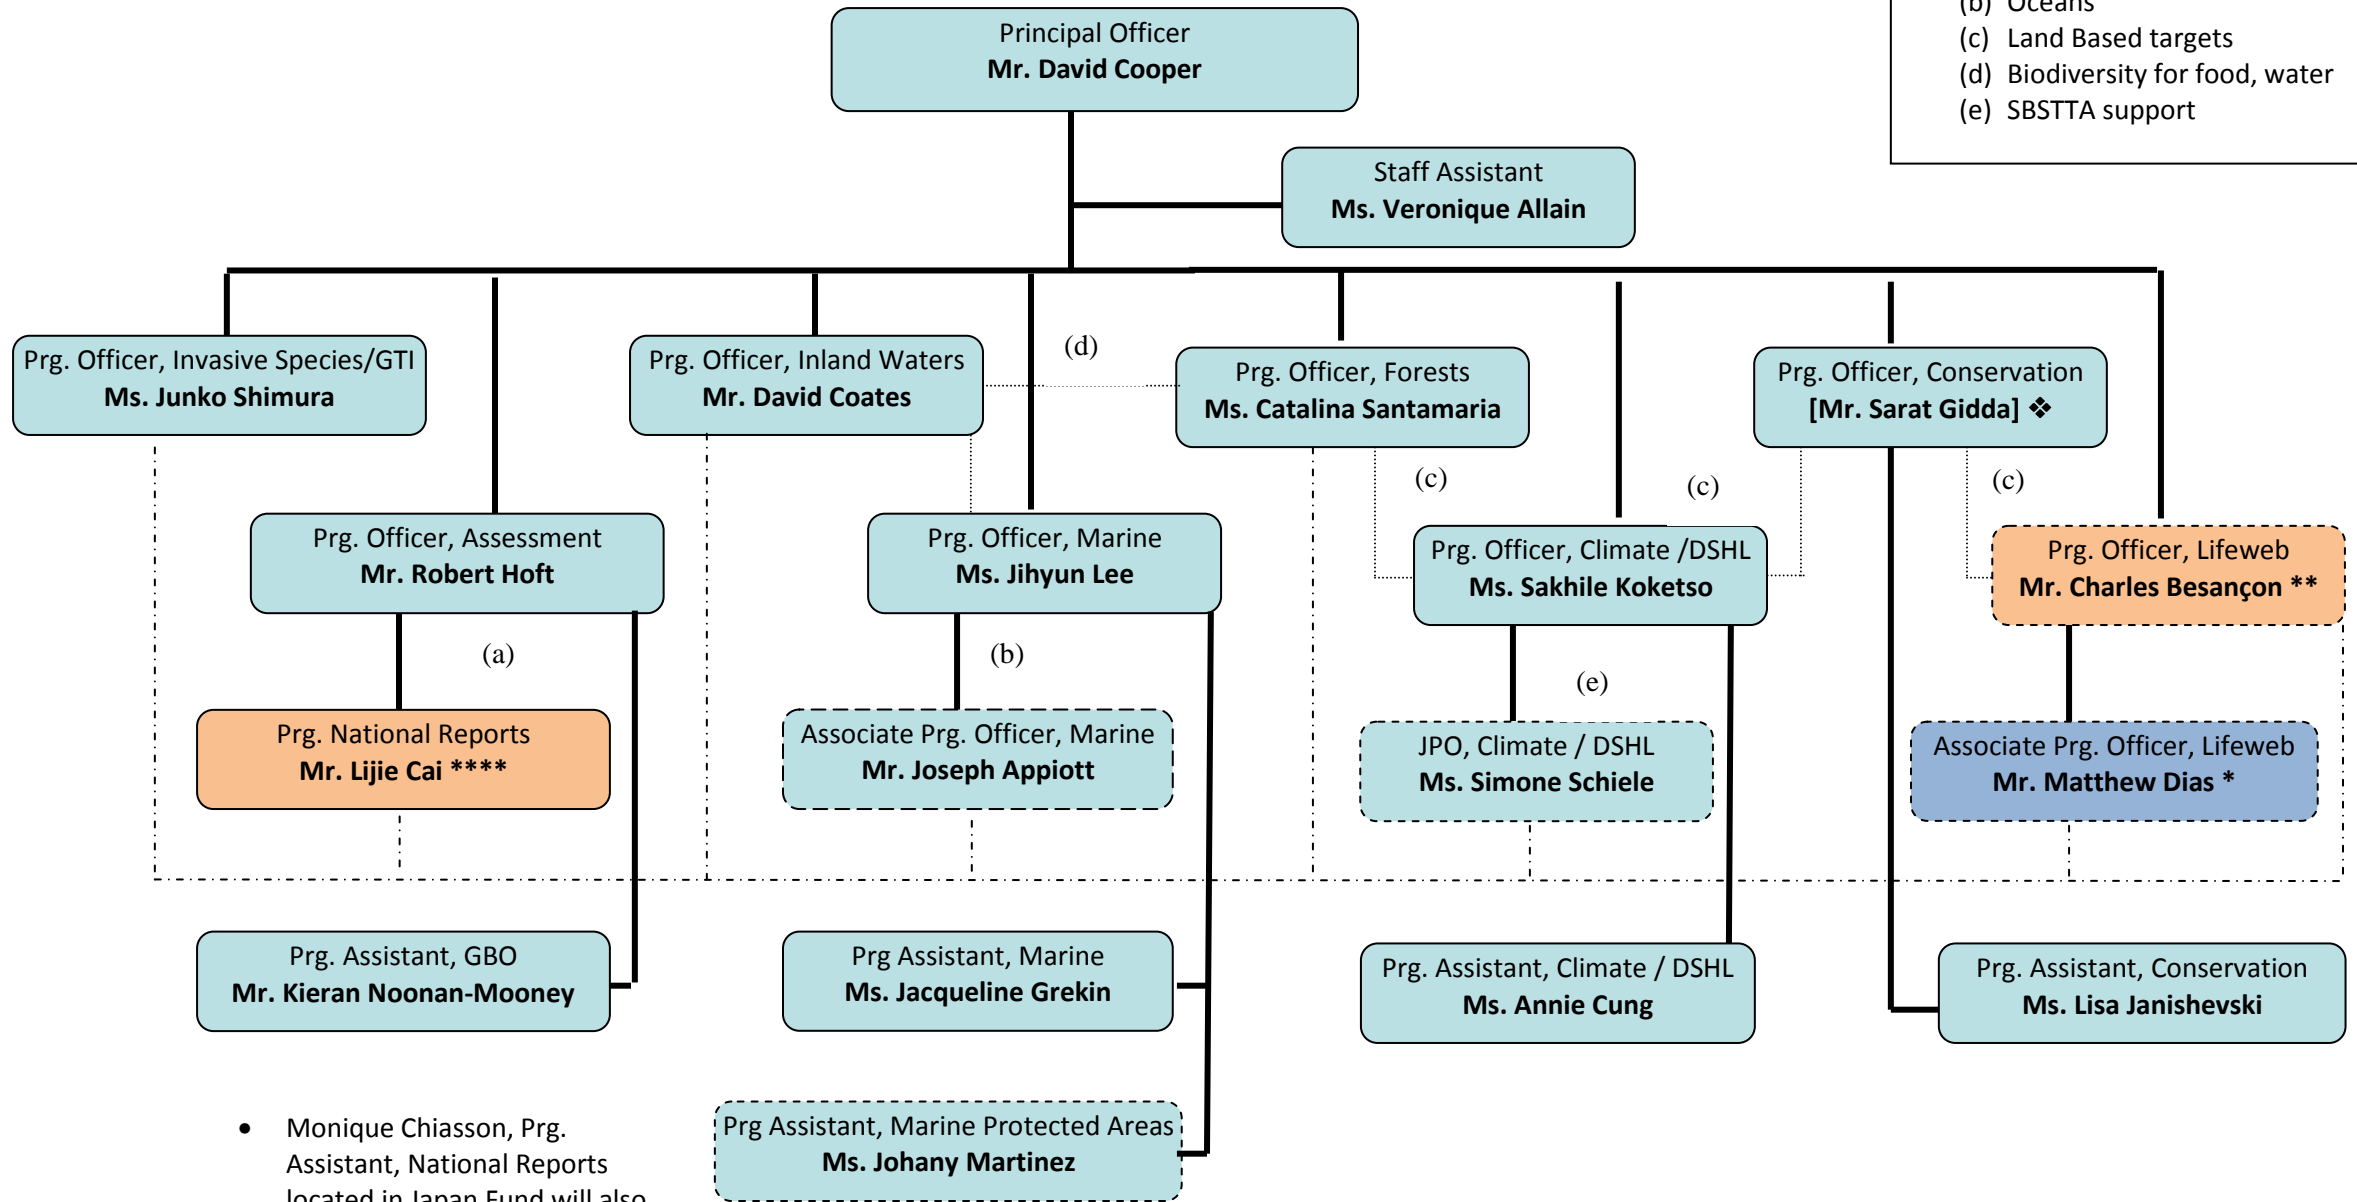 (b) Oceans
(c) Land Based targets
(d) Biodiversity for food, water
(e) SBSTTA support
Principal Officer
Mr. David Cooper
Staff Assistant
Ms. Veronique Allain
Prg. Officer, Invasive Species/GTI
Ms. Junko Shimura
Prg. Officer, Inland Waters
Mr. David Coates
(d)
Prg. Officer, Forests
Ms. Catalina Santamaria
Prg. Officer, Conservation
[Mr. Sarat Gidda] ❖
(c)
(c)
(c)
Prg. Officer, Assessment
Mr. Robert Hoft
Prg. Officer, Marine
Ms. Jihyun Lee
Prg. Officer, Climate /DSHL
Ms. Sakhile Koketso
Prg. Officer, Lifeweb
Mr. Charles Besançon **
(a)
(b)
(e)
Prg. National Reports
Mr. Lijie Cai ****
Associate Prg. Officer, Marine
Mr. Joseph Appiott
JPO, Climate / DSHL
Ms. Simone Schiele
Associate Prg. Officer, Lifeweb
Mr. Matthew Dias *
Prg. Assistant, GBO
Mr. Kieran Noonan-Mooney
Prg Assistant, Marine
Ms. Jacqueline Grekin
Prg. Assistant, Climate / DSHL
Ms. Annie Cung
Prg. Assistant, Conservation
Ms. Lisa Janishevski
Prg Assistant, Marine Protected Areas
Ms. Johany Martinez
• Monique Chiasson, Prg.
Assistant, National Reports
located in Japan Fund will also